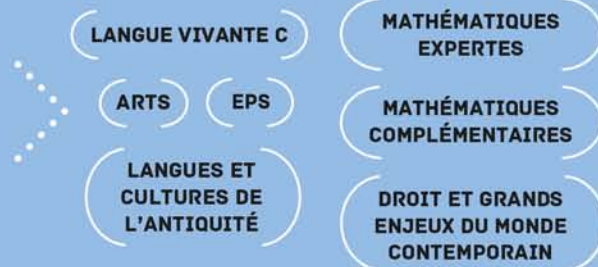 LANGUE VIVANTE C
ARTS
EPS
LANGUES ET
CULTURES DE
L'ANTIQUITÉ
MATHÉMATIQUES
EXPERTES
MATHÉMATIQUES
COMPLÉMENTAIRES
DROIT ET GRANDS
ENJEUX DU MONDE
CONTEMPORAIN